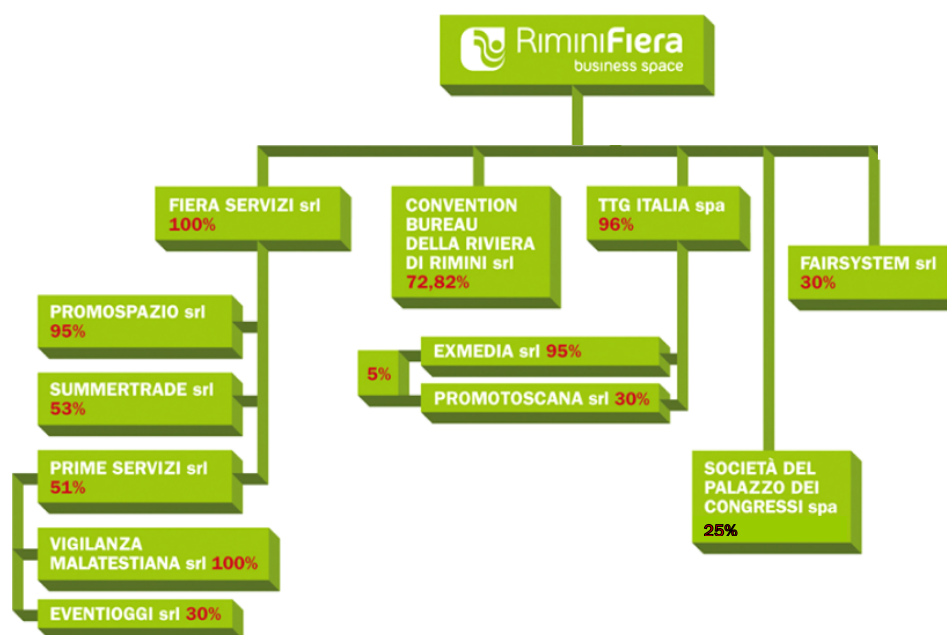 RiminiFiera
business space
FIERA SERVIZI srl
100%
CONVENTION
BUREAU
DELLA RIVIERA
DI RIMINI srl
72,82%
TTG ITALIA spa
96%
FAIRSYSTEM srl
30%
PROMOSPAZIO srl
95%
SUMMERTRADE srl
53%
PRIME SERVIZI srl
51%
VIGILANZA
MALATESTIANA srl 100%
EVENTIOGGI srl 30%
EXMEDIA srl 95%
5%
PROMOTOSCANA srl 30%
SOCIETÀ DEL
PALAZZO DEI
CONGRESSI spa
25%